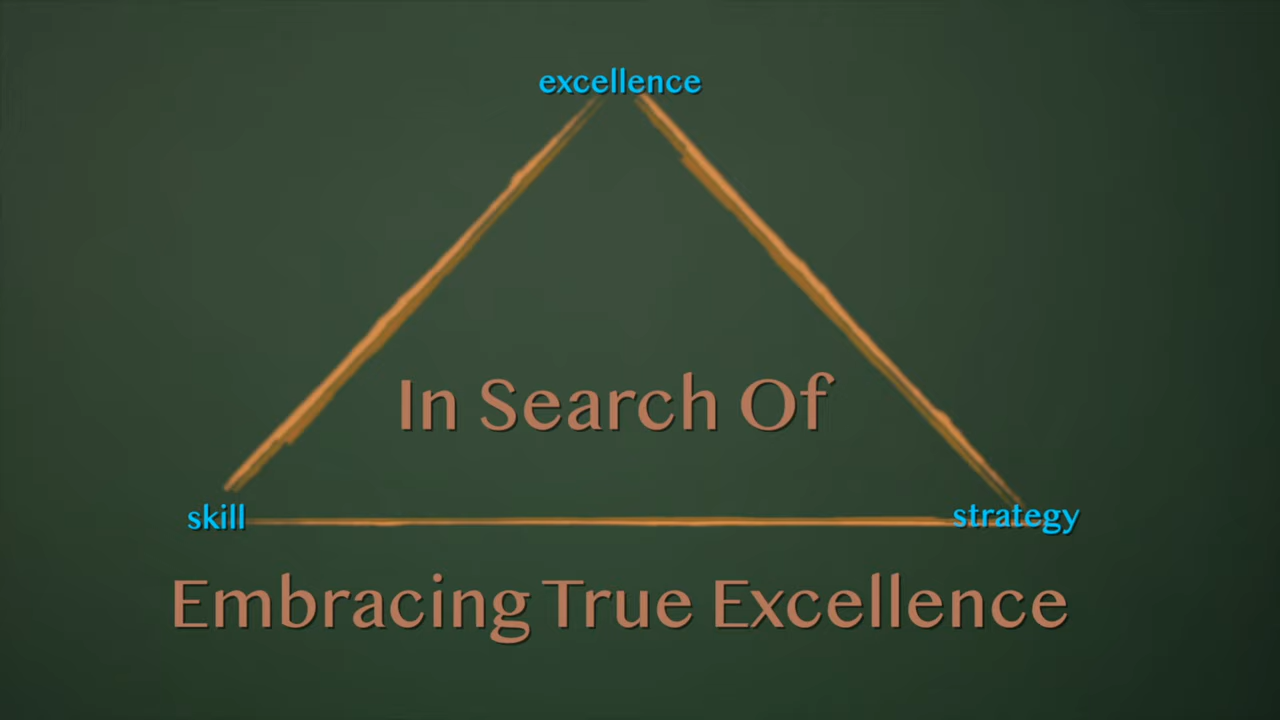 excellence
In Search Of
skill
strategy
Embracing True Excellence